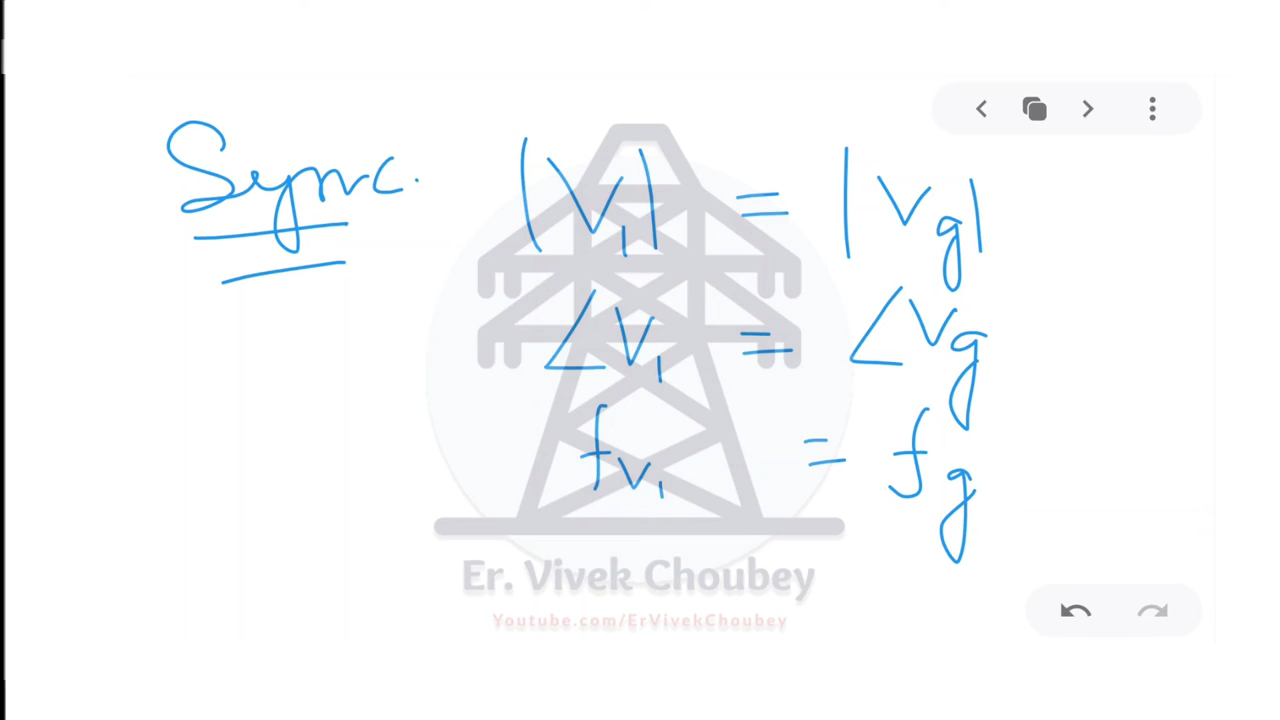 Sync. |V₁| = |Vg|
∠V₁ = ∠Vg
fv₁ = fg
Er. Vivek Choubey
Youtube.com/ErVivekChoubey